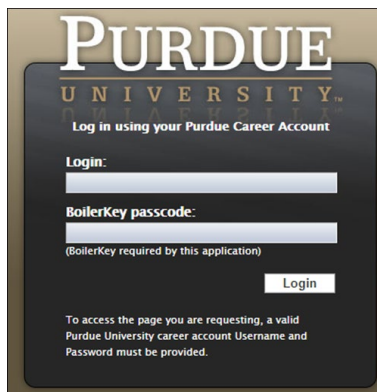 PURDUE
UNIVERSITY™
Log in using your Purdue Career Account
Login:
BoilerKey passcode:
(BoilerKey required by this application)
Login
To access the page you are requesting, a valid
Purdue University career account Username and
Password must be provided.